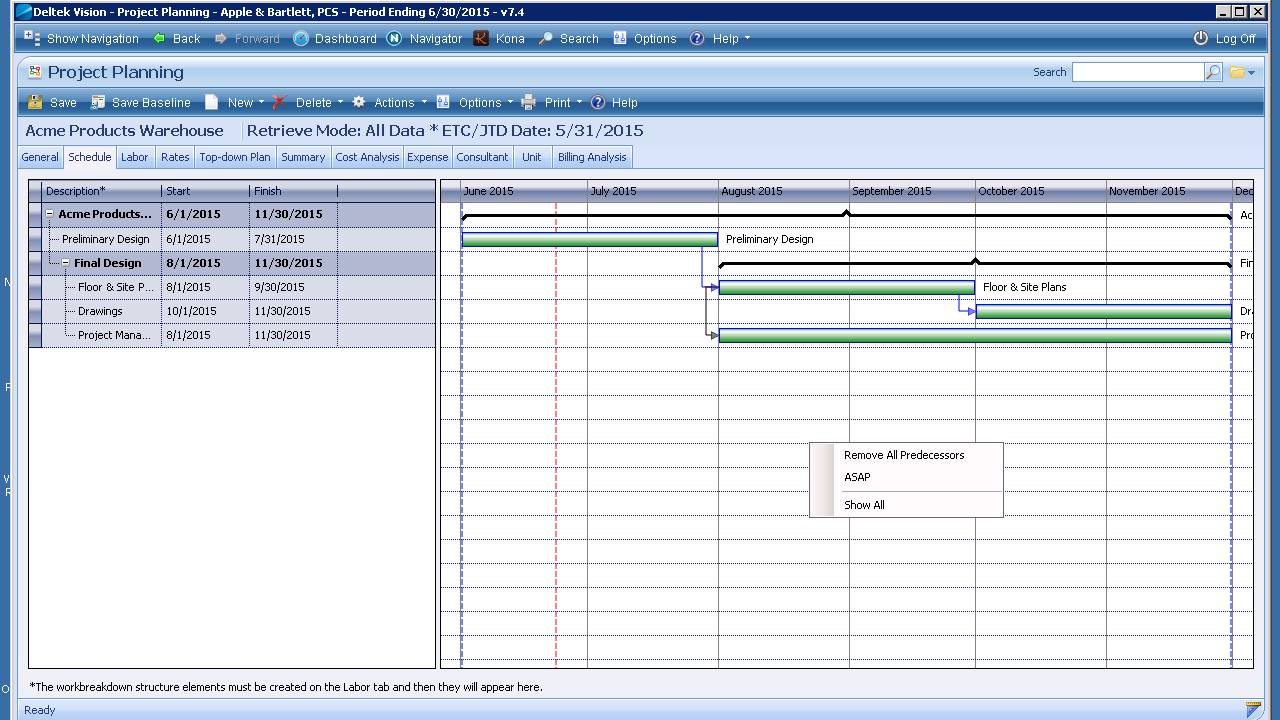 Deltek Vision - Project Planning - Apple & Bartlett, PCS - Period Ending 6/30/2015 - v7.4
Show Navigation Back Forward Dashboard Navigator Kona Search Options Help Log Off
Project Planning Search
Save Save Baseline New Delete Actions Options Print Help
Acme Products Warehouse Retrieve Mode: All Data * ETC/JTD Date: 5/31/2015
General Schedule Labor Rates Top-down Plan Summary Cost Analysis Expense Consultant Unit Billing Analysis
Description* Start Finish June 2015 July 2015 August 2015 September 2015 October 2015 November 2015 Dec
Acme Products... 6/1/2015 11/30/2015 Ac
Preliminary Design 6/1/2015 7/31/2015 Preliminary Design
Final Design 8/1/2015 11/30/2015 Fin
Floor & Site P... 8/1/2015 9/30/2015 Floor & Site Plans
Drawings 10/1/2015 11/30/2015 Dra
Project Mana... 8/1/2015 11/30/2015 Pro
Remove All Predecessors
ASAP
Show All
*The workbreakdown structure elements must be created on the Labor tab and then they will appear here.
Ready